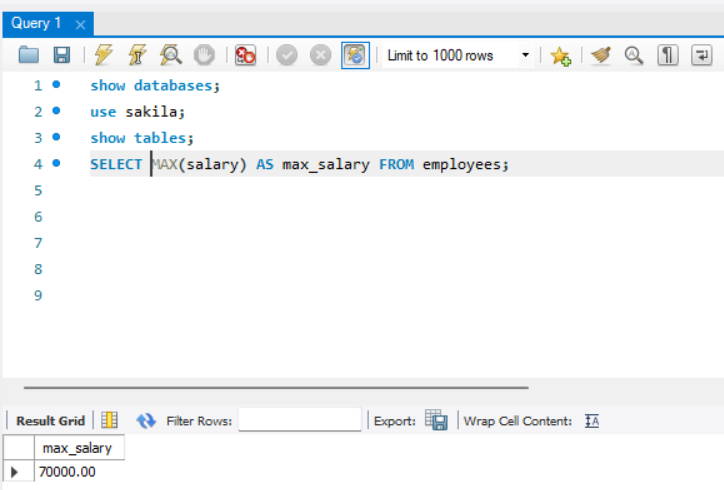 Query 1
Limit to 1000 rows
1 show databases;
2 use sakila;
3 show tables;
4 SELECT MAX(salary) AS max_salary FROM employees;
5
6
7
8
9
Result Grid Filter Rows: Export: Wrap Cell Content: IA
max_salary
70000.00